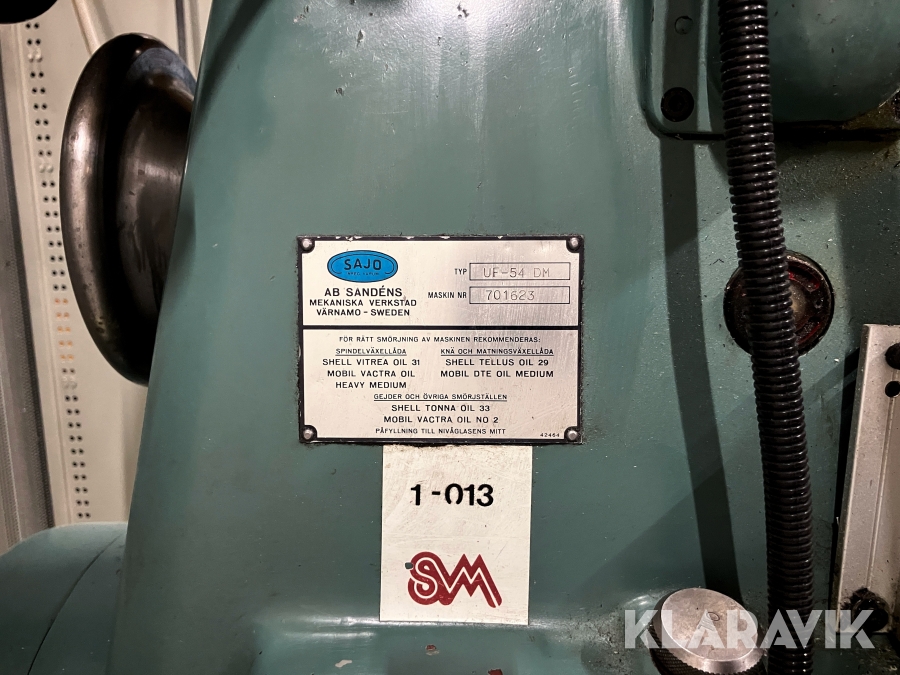 SAJO
AB SANDÉNS
MEKANISKA VERKSTAD
VÄRNAMO - SWEDEN
TYP UF-54 DM
MASKIN NR 701623
FÖR RÄTT SMÖRJNING AV MASKINEN REKOMMENDERAS:
SPINDELVÄXELLÅDA
SHELL VITREA OIL 31
MOBIL VACTRA OIL
HEAVY MEDIUM
KNÄ OCH MATNINGSVÄXELLÅDA
SHELL TELLUS OIL 29
MOBIL DTE OIL MEDIUM
GEJDER OCH ÖVRIGA SMÖRJSTÄLLEN
SHELL TONNA OIL 33
MOBIL VACTRA OIL NO 2
PÅFYLLNING TILL NIVÅGLASENS MITT
42464
1-013
SVM
KLARAVIK